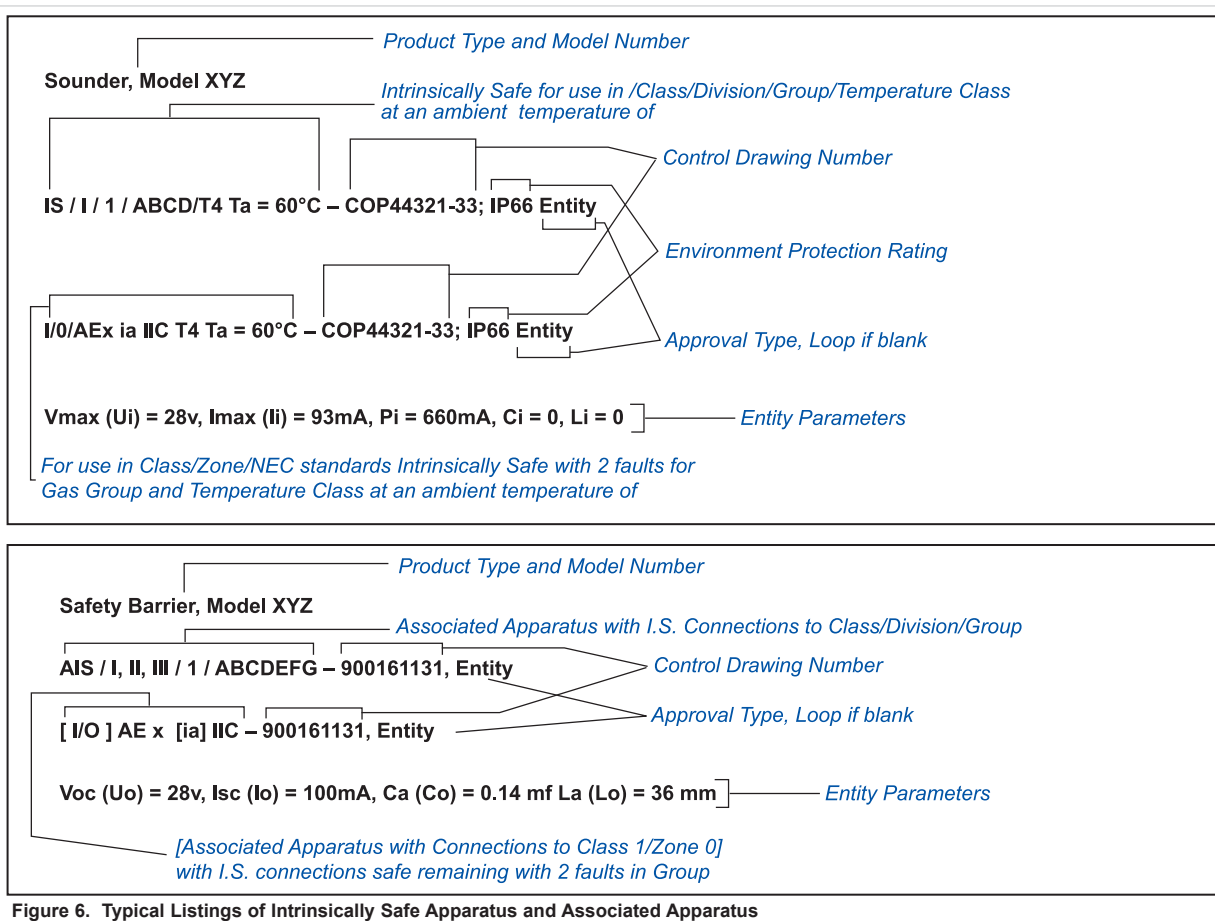 Product Type and Model Number
Sounder, Model XYZ
Intrinsically Safe for use in /Class/Division/Group/Temperature Class
at an ambient temperature of
Control Drawing Number
IS / I / 1 / ABCD/T4 Ta = 60°C – COP44321-33; IP66 Entity
Environment Protection Rating
I/0/AEx ia IIC T4 Ta = 60°C – COP44321-33; IP66 Entity
Approval Type, Loop if blank
Vmax (Ui) = 28v, Imax (Ii) = 93mA, Pi = 660mA, Ci = 0, Li = 0
Entity Parameters
For use in Class/Zone/NEC standards Intrinsically Safe with 2 faults for
Gas Group and Temperature Class at an ambient temperature of
Product Type and Model Number
Safety Barrier, Model XYZ
Associated Apparatus with I.S. Connections to Class/Division/Group
AIS / I, II, III / 1 / ABCDEFG – 900161131, Entity
Control Drawing Number
Approval Type, Loop if blank
[ I/O ] AE x [ia] IIC – 900161131, Entity
Voc (Uo) = 28v, Isc (Io) = 100mA, Ca (Co) = 0.14 mf La (Lo) = 36 mm
Entity Parameters
[Associated Apparatus with Connections to Class 1/Zone 0]
with I.S. connections safe remaining with 2 faults in Group
Figure 6. Typical Listings of Intrinsically Safe Apparatus and Associated Apparatus